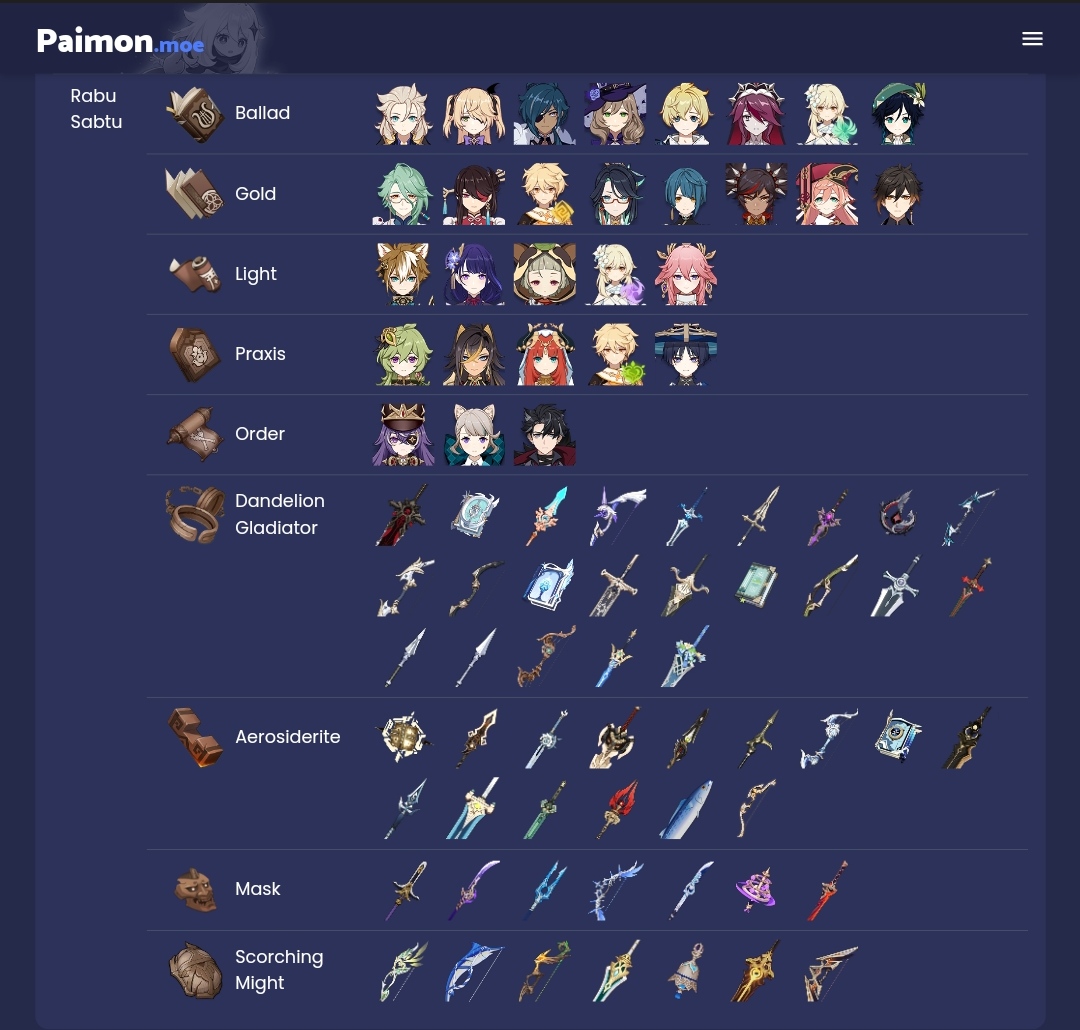 Paimon.moe
Rabu
Sabtu
Ballad
Gold
Light
Praxis
Order
Dandelion
Gladiator
Aerosiderite
Mask
Scorching
Might